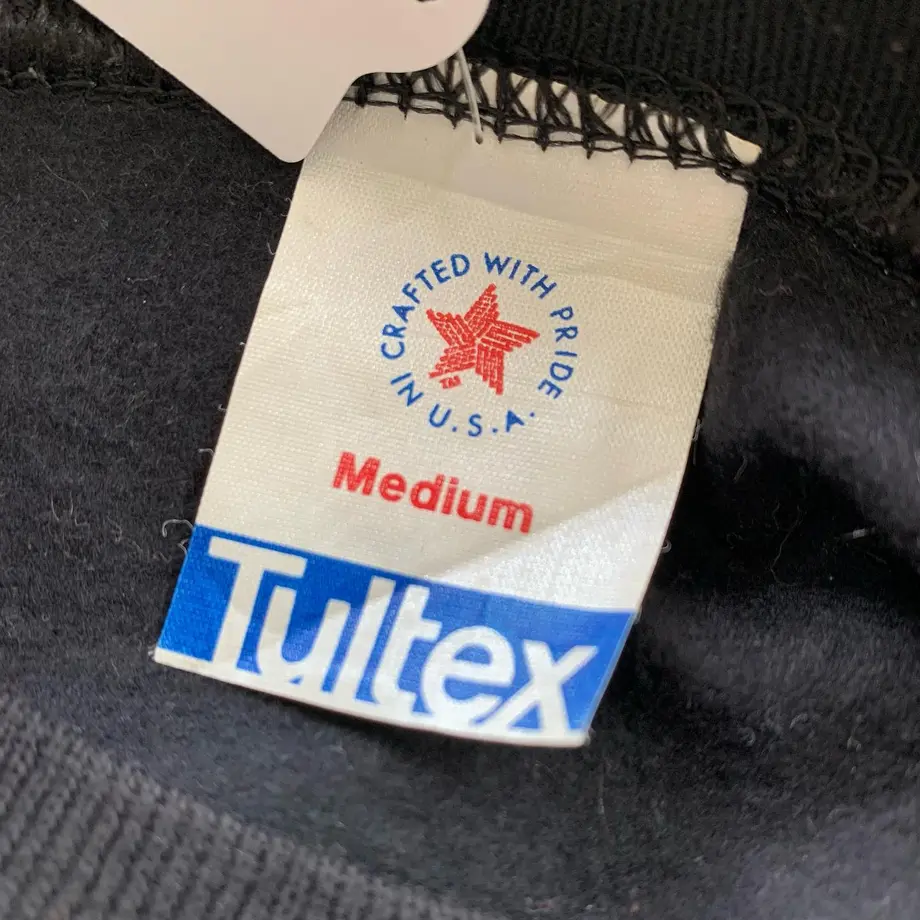 CRAFTED WITH PRIDE
IN U.S.A.
TM
Medium
Tultex